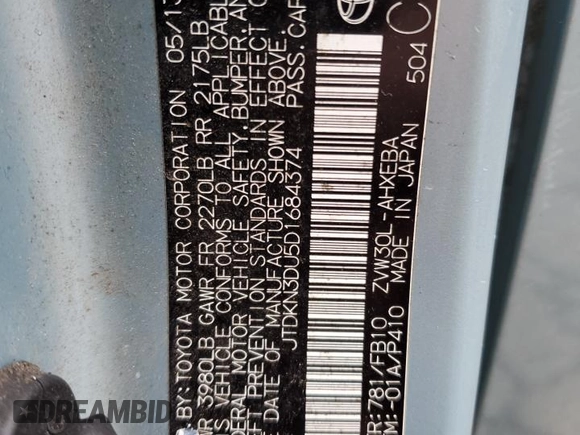 BY: TOYOTA MOTOR CORPORATION 05/13
3980LB GAWR FR 2270LB RR 2175LB
VEHICLE CONFORMS TO ALL APPLICABLE
MOTOR VEHICLE SAFETY, BUMPER, AN
PREVENTION STANDARDS IN EFFECT O
DATE OF MANUFACTURE SHOWN ABOVE.
JTDKN3DU5D1684374 PASS. CAR
R:781/FB10 ZVW30L-AHXEBA 504
M:-01A/P410 MADE IN JAPAN
DREAMBID